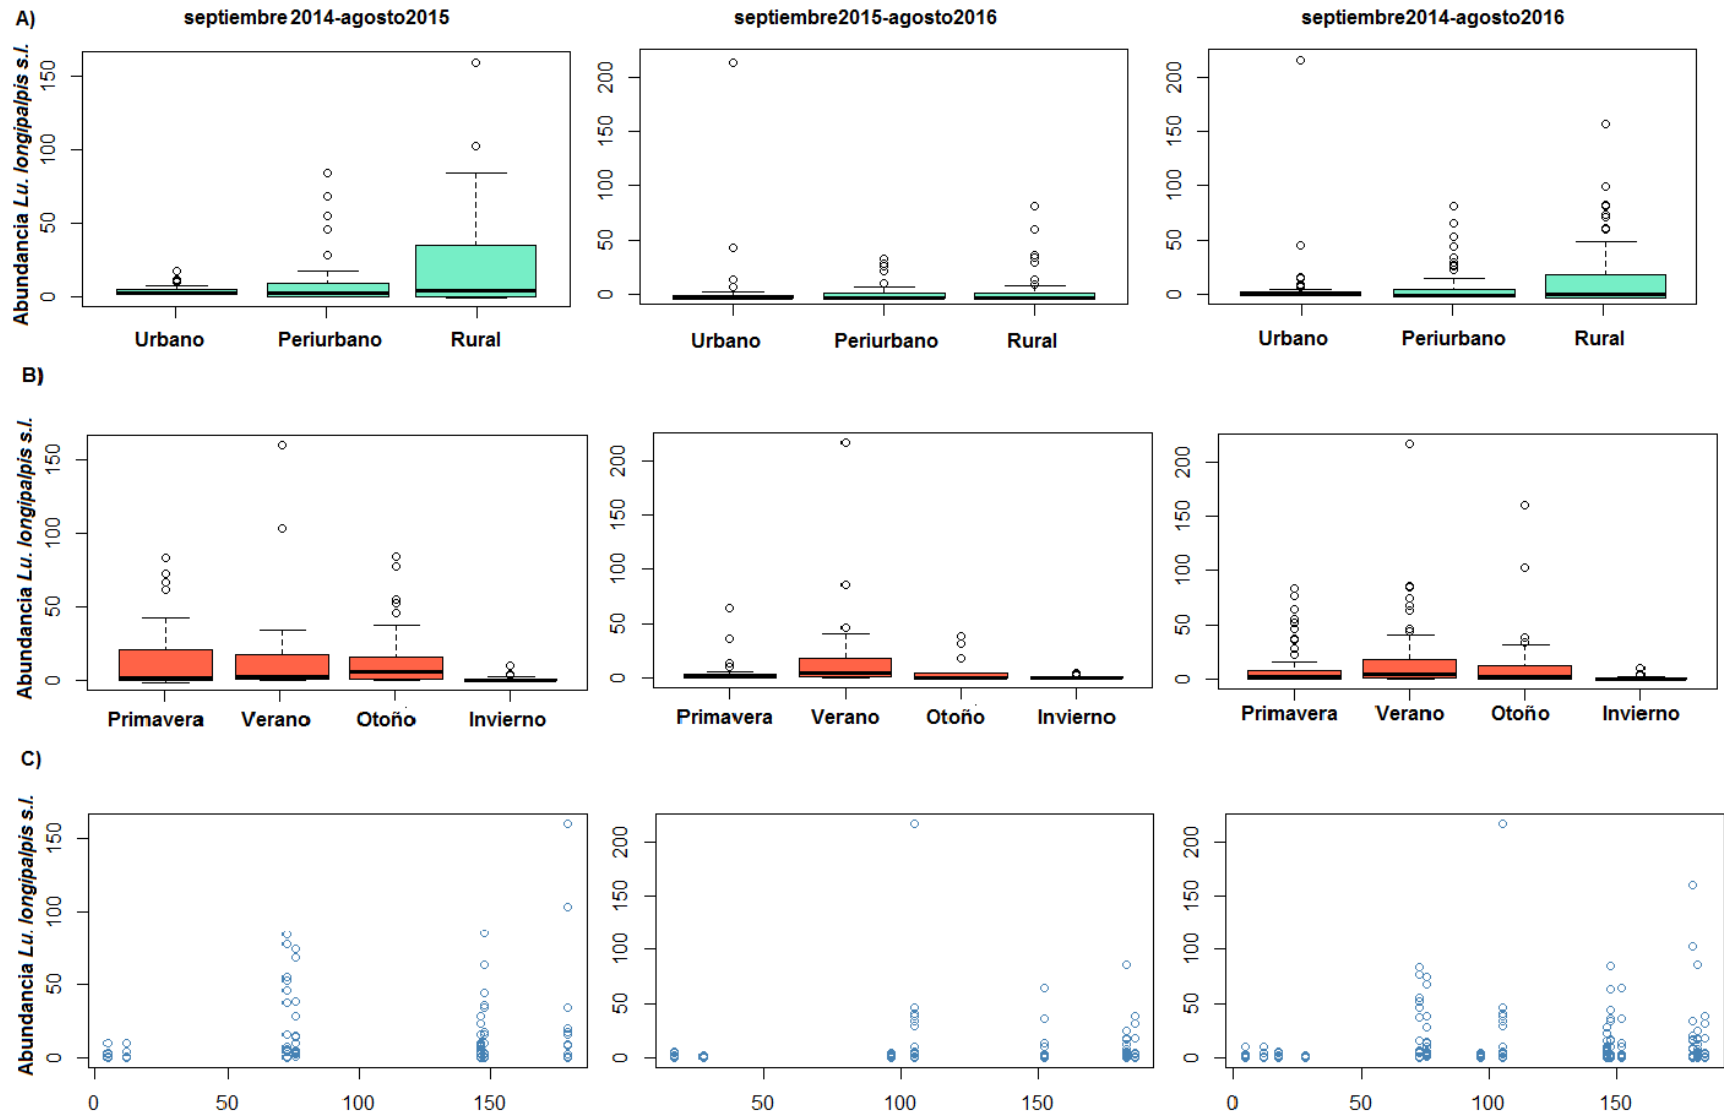 A)
septiembre 2014-agosto2015
septiembre2015-agosto2016
septiembre2014-agosto2016
Abundancia Lu. longipalpis s.l.
0 50 100 150
0 50 100 150 200
0 50 100 150 200
Urbano Periurbano Rural
Urbano Periurbano Rural
Urbano Periurbano Rural
B)
Abundancia Lu. longipalpis s.l.
0 50 100 150
0 50 100 150 200
0 50 100 150 200
Primavera Verano Otoño Invierno
Primavera Verano Otoño Invierno
Primavera Verano Otoño Invierno
C)
Abundancia Lu. longipalpis s.l.
0 50 100 150
0 50 100 150 200
0 50 100 150 200
0 50 100 150
50 100 150
0 50 100 150